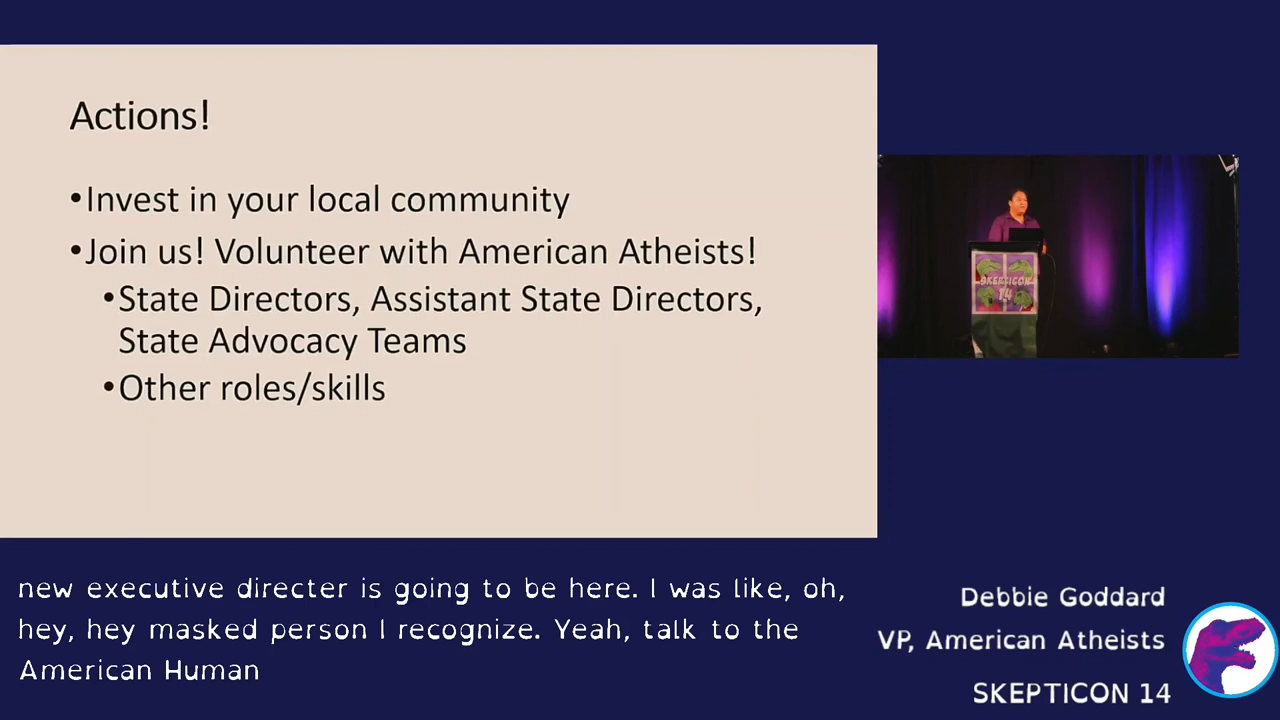 Actions!
•Invest in your local community
•Join us! Volunteer with American Atheists!
•State Directors, Assistant State Directors,
State Advocacy Teams
•Other roles/skills
SKEPTICON
14
new executive directer is going to be here. I was like, oh,
hey, hey masked person I recognize. Yeah, talk to the
American Human
Debbie Goddard
VP, American Atheists
SKEPTICON 14